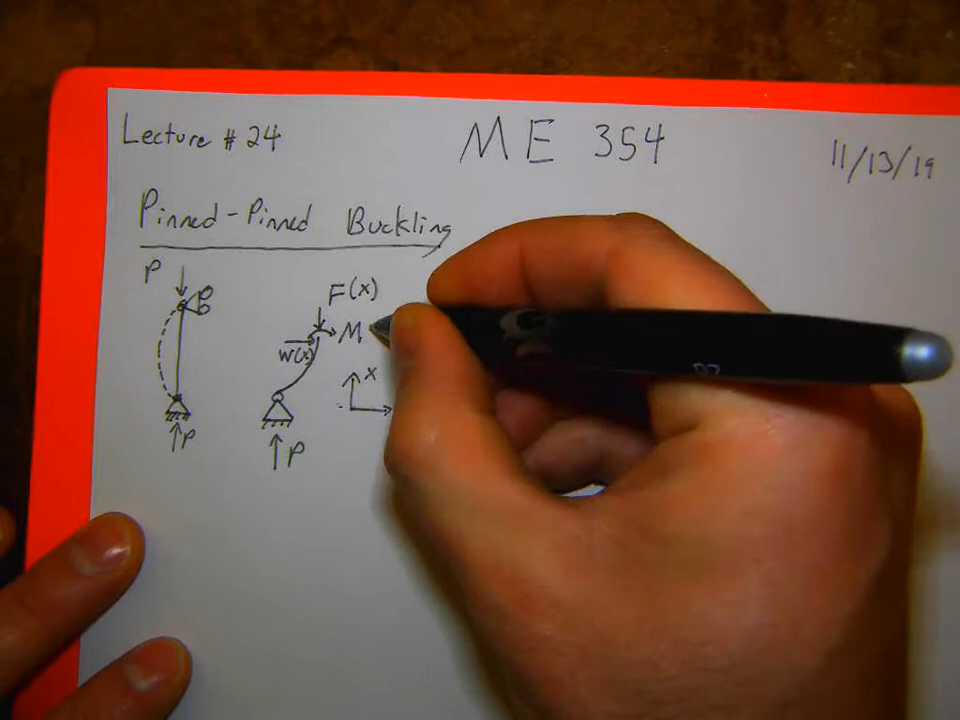 Lecture # 24 ME 354 11/13/19
Pinned-Pinned Buckling
P F(x)
M
w(x)
x
P
P